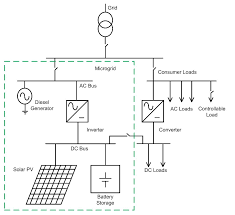 Grid
Microgrid
Consumer Loads
AC Bus
Diesel
Generator
AC Loads
Controllable
Load
Inverter
Converter
DC Bus
Solar PV
DC Loads
Battery
Storage